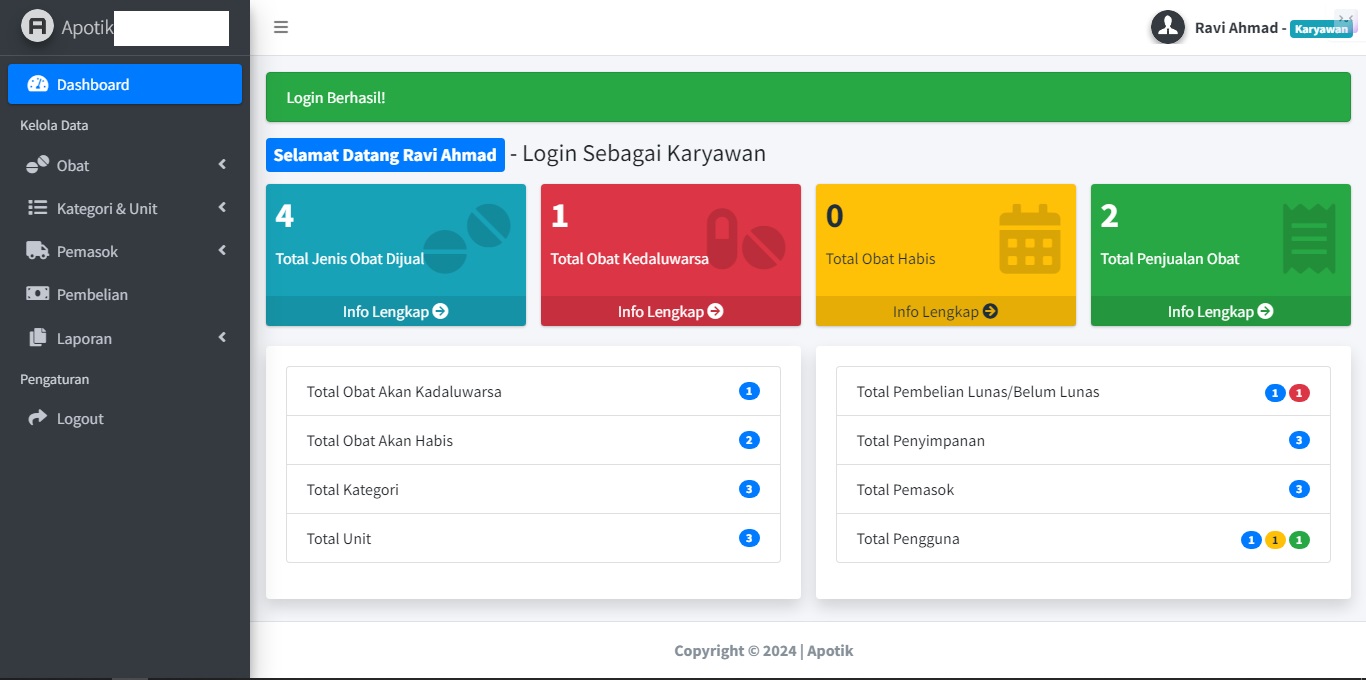 Apotik
Ravi Ahmad - Karyawan
Dashboard
Kelola Data
Obat
Kategori & Unit
Pemasok
Pembelian
Laporan
Pengaturan
Logout
Login Berhasil!
Selamat Datang Ravi Ahmad - Login Sebagai Karyawan
4
Total Jenis Obat Dijual
Info Lengkap
1
Total Obat Kedaluwarsa
Info Lengkap
0
Total Obat Habis
Info Lengkap
2
Total Penjualan Obat
Info Lengkap
Total Obat Akan Kadaluwarsa 1
Total Obat Akan Habis 2
Total Kategori 3
Total Unit 3
Total Pembelian Lunas/Belum Lunas 1 1
Total Penyimpanan 3
Total Pemasok 3
Total Pengguna 1 1 1
Copyright © 2024 | Apotik